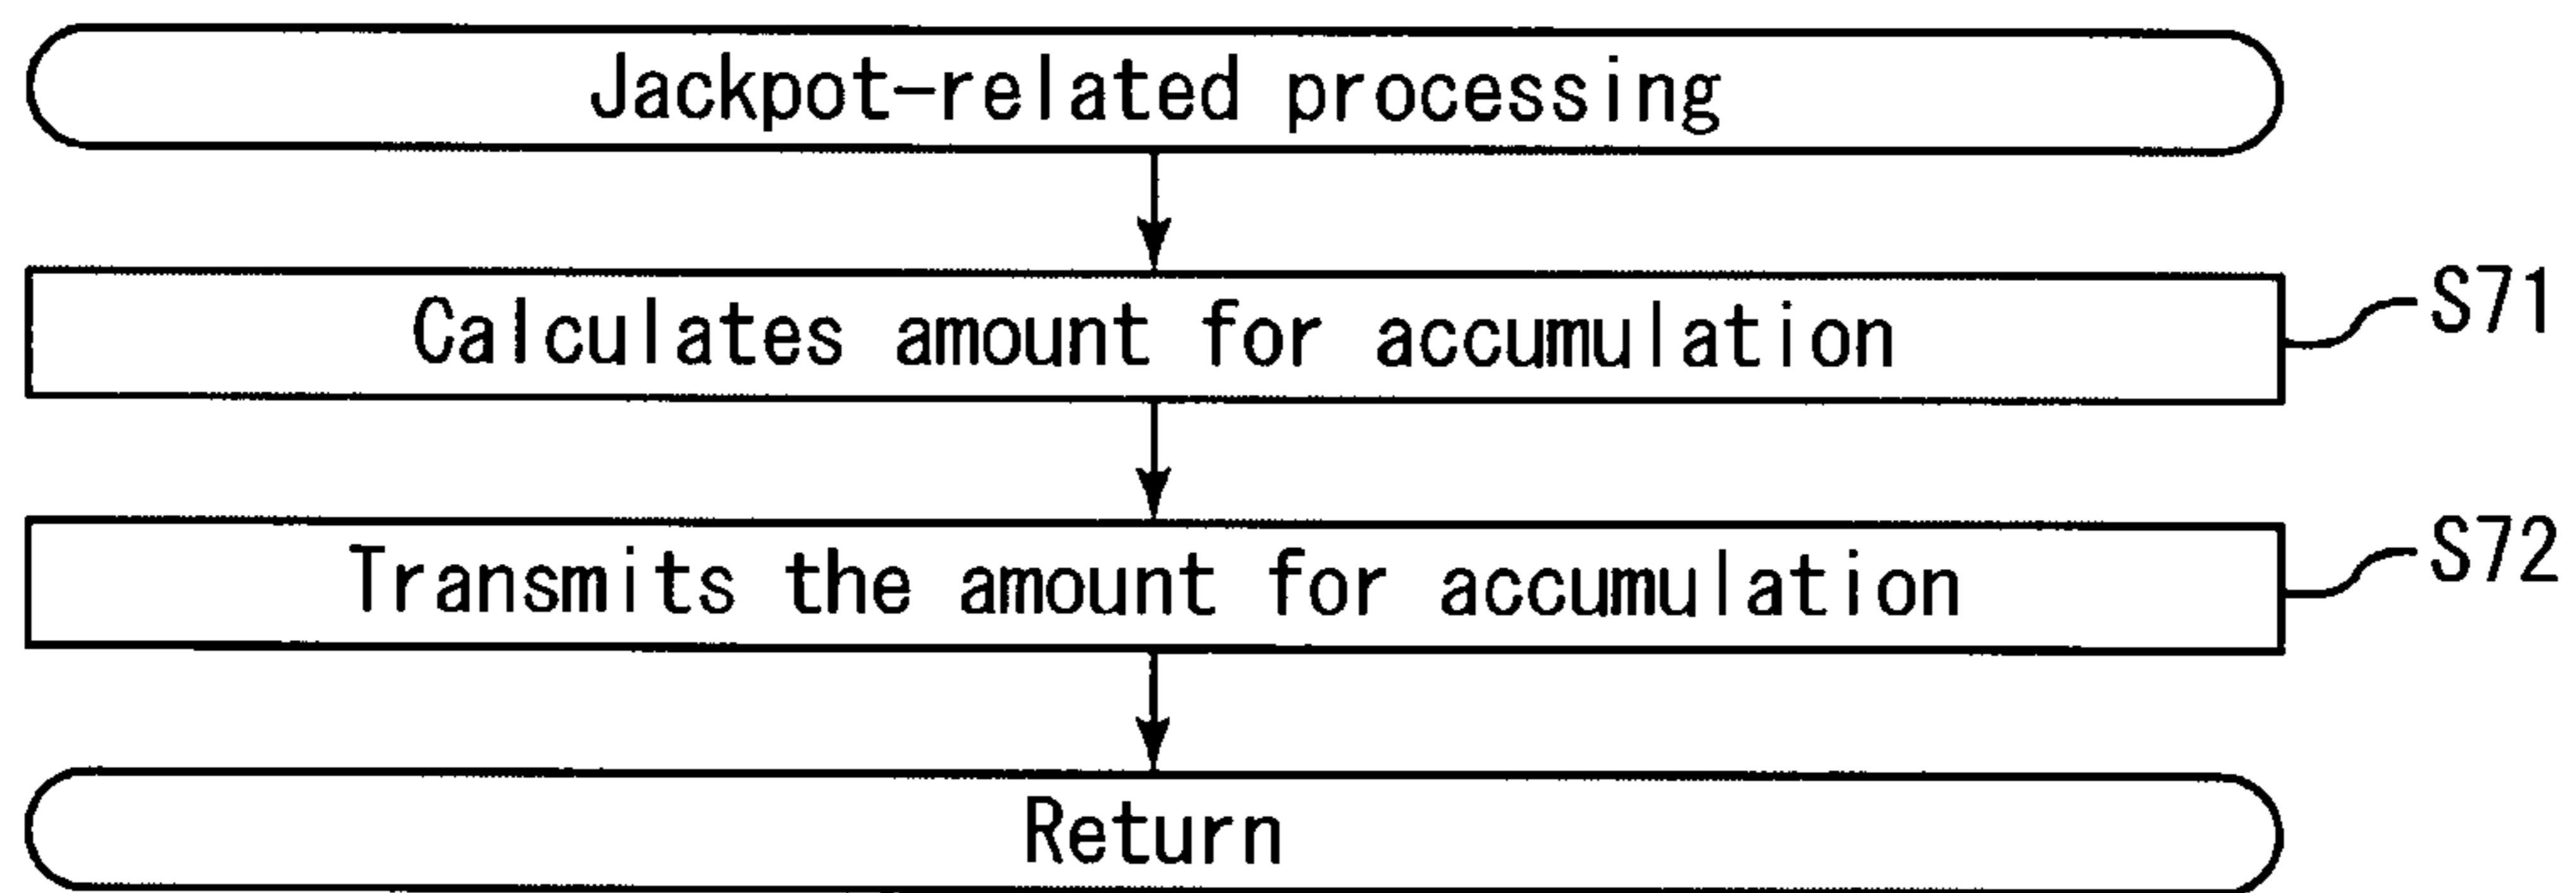 Jackpot-related processing
Calculates amount for accumulation
S71
Transmits the amount for accumulation
S72
Return